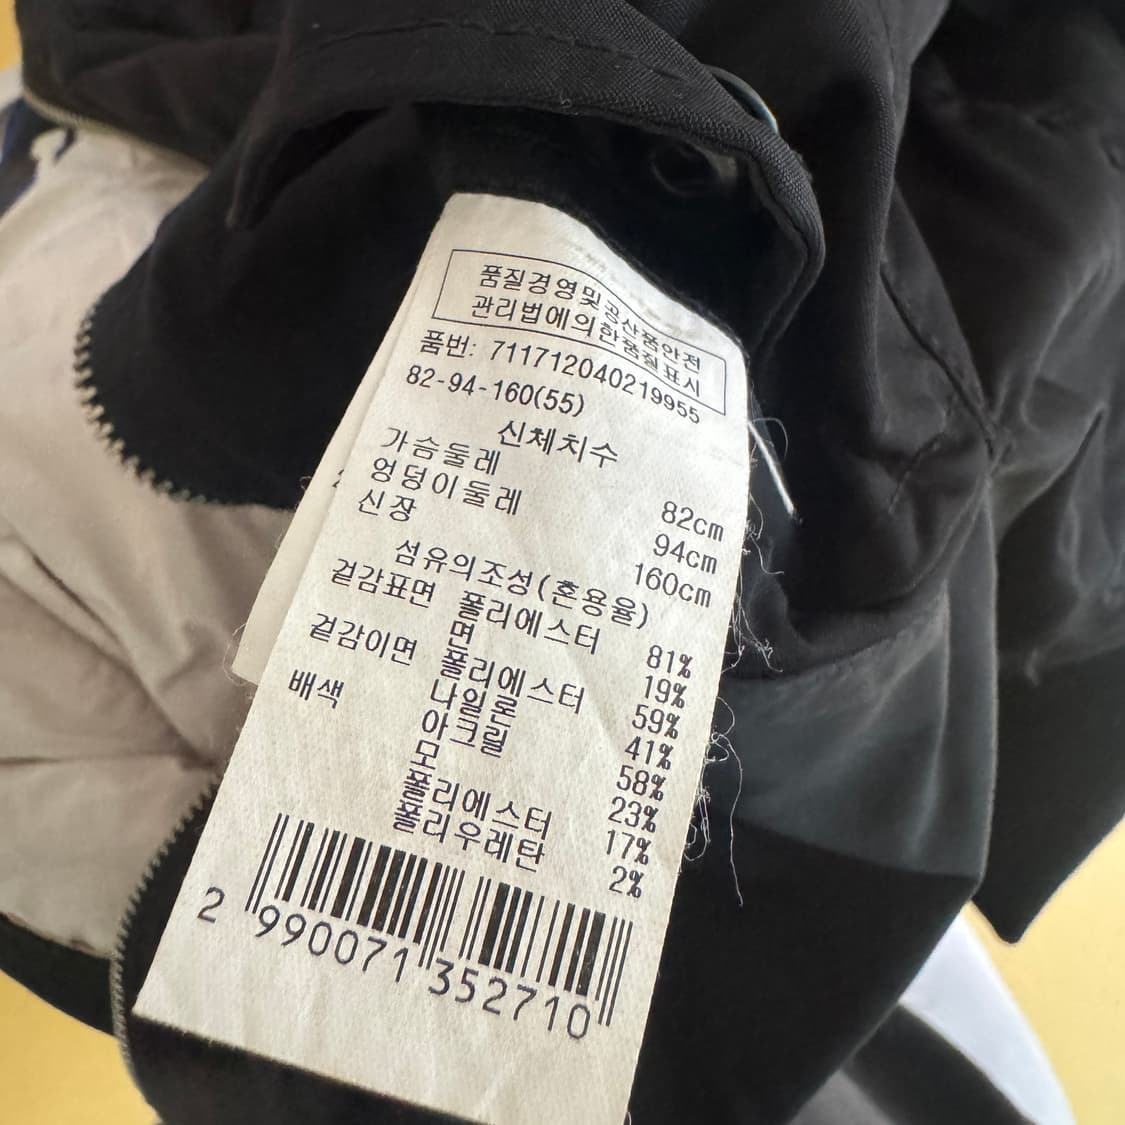 품질경영및공산품안전
관리법에의한품질표시
품번: 711712040219955
82-94-160(55)
신체치수
가슴둘레 82cm
엉덩이둘레 94cm
신장 160cm
섬유의조성(혼용율)
겉감표면 폴리에스터 81%
면 19%
겉감이면 폴리에스터 59%
나일론 41%
배색 아크릴 58%
모 23%
폴리에스터 17%
폴리우레탄 2%
2 990071 352710